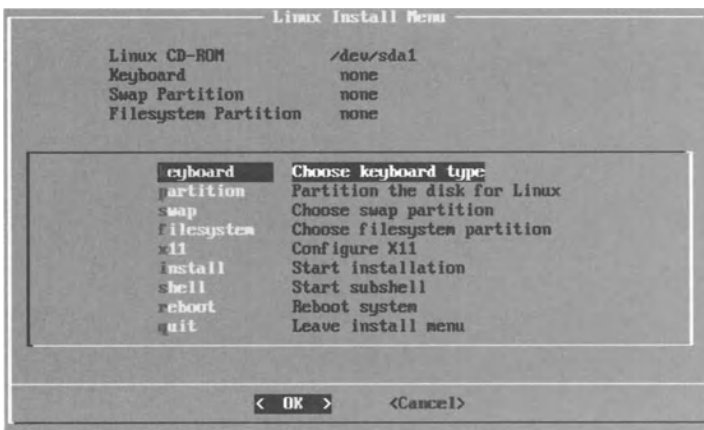 Linux Install Menu
Linux CD-ROM /dev/sda1
Keyboard none
Swap Partition none
Filesystem Partition none
eyboard Choose keyboard type
partition Partition the disk for Linux
swap Choose swap partition
filesystem Choose filesystem partition
x11 Configure X11
install Start installation
shell Start subshell
reboot Reboot system
quit Leave install menu
< OK > <Cancel>